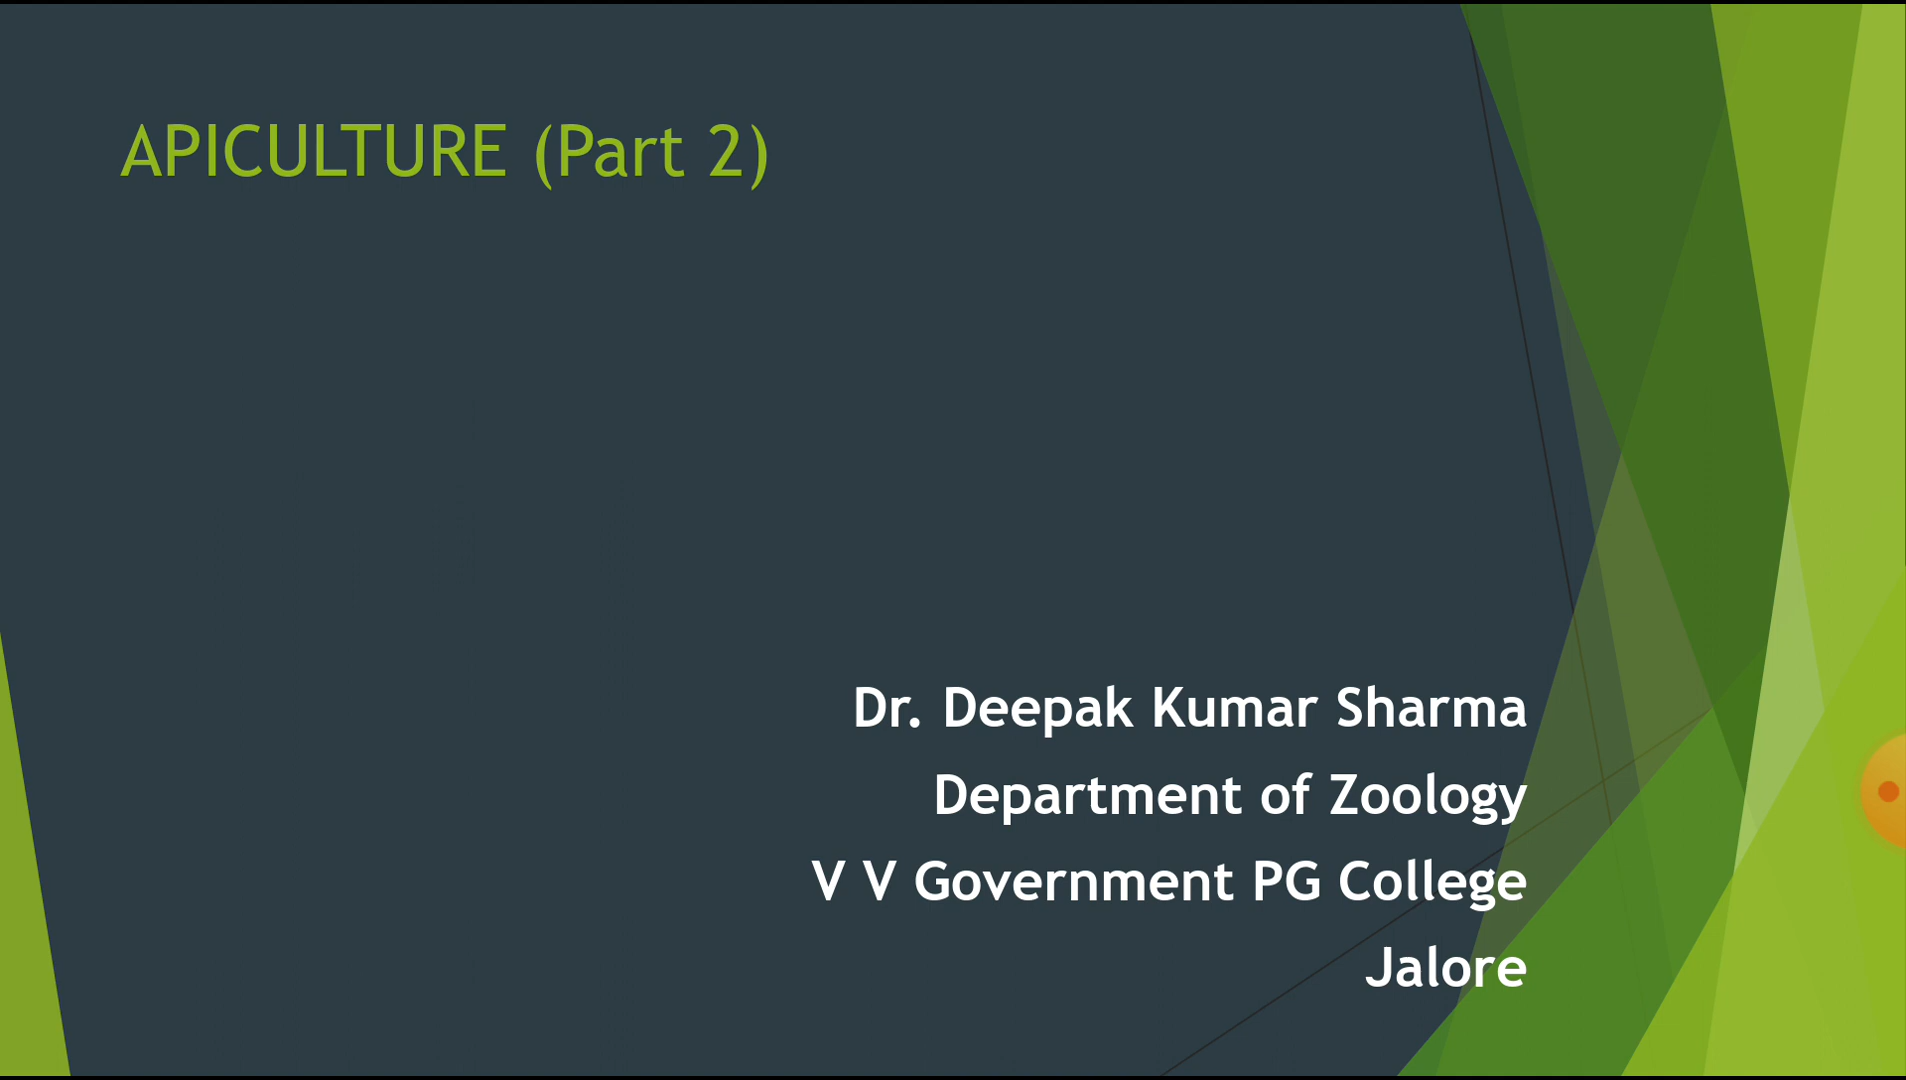 APICULTURE (Part 2)
Dr. Deepak Kumar Sharma
Department of Zoology
V V Government PG College
Jalore